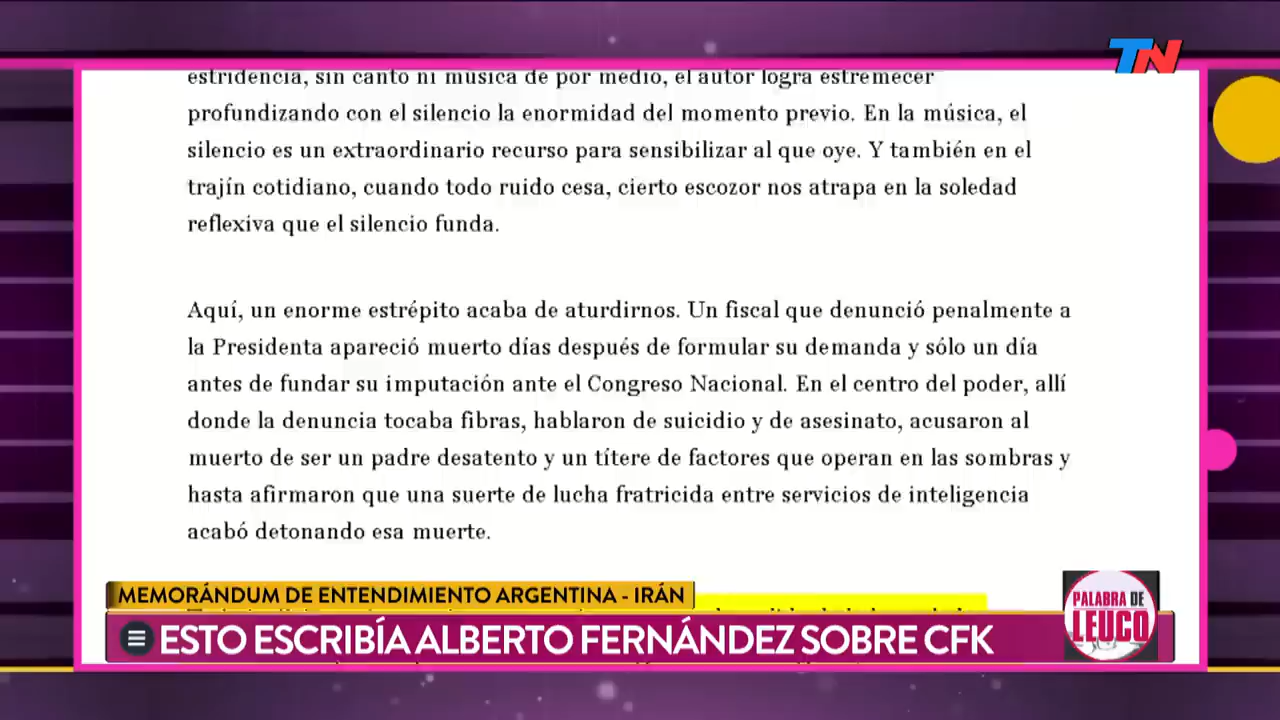 TN
estridencia, sin canto ni música de por medio, el autor logra estremecer
profundizando con el silencio la enormidad del momento previo. En la música, el
silencio es un extraordinario recurso para sensibilizar al que oye. Y también en el
trajín cotidiano, cuando todo ruido cesa, cierto escozor nos atrapa en la soledad
reflexiva que el silencio funda.
Aquí, un enorme estrépito acaba de aturdirnos. Un fiscal que denunció penalmente a
la Presidenta apareció muerto días después de formular su demanda y sólo un día
antes de fundar su imputación ante el Congreso Nacional. En el centro del poder, allí
donde la denuncia tocaba fibras, hablaron de suicidio y de asesinato, acusaron al
muerto de ser un padre desatento y un títere de factores que operan en las sombras y
hasta afirmaron que una suerte de lucha fratricida entre servicios de inteligencia
acabó detonando esa muerte.
MEMORÁNDUM DE ENTENDIMIENTO ARGENTINA - IRÁN
ESTO ESCRIBÍA ALBERTO FERNÁNDEZ SOBRE CFK
PALABRA DE
LEUCO